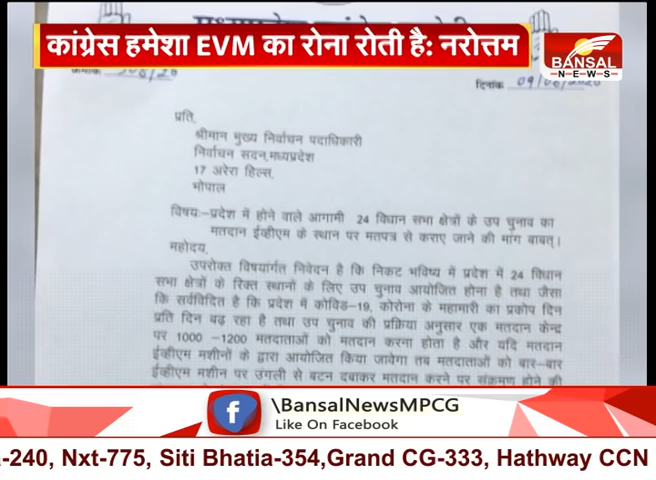 कांग्रेस हमेशा EVM का रोना रोती है: नरोत्तम
BANSAL
NEWS
दिनांक
प्रति,
श्रीमान मुख्य निर्वाचन पदाधिकारी
निर्वाचन सदन,मध्यप्रदेश
17 अरेरा हिल्स,
भोपाल
विषयः-प्रदेश में होने वाले आगामी 24 विधान सभा क्षेत्रों के उप चुनाव का
मतदान ईव्हीएम के स्थान पर मतपत्र से कराए जाने की मांग बाबत्।
महोदय,
उपरोक्त विषयांर्गत निवेदन है कि निकट भविष्य में प्रदेश में 24 विधान
सभा क्षेत्रों के रिक्त स्थानों के लिए उप चुनाव आयोजित होना है तथा जैसा
कि सर्वविदित है कि प्रदेश में कोविड-19, कोरोना के महामारी का प्रकोप दिन
प्रति दिन बढ़ रहा है तथा उप चुनाव की प्रक्रिया अनुसार एक मतदान केन्द्र
पर 1000 -1200 मतदाताओं को मतदान करना होता है और यदि मतदान
ईव्हीएम मशीनों के द्वारा आयोजित किया जावेगा तब मतदाताओं को बार-बार
ईव्हीएम मशीन पर उंगली से बटन दबाकर मतदान करने पर संक्रमण होने की
\BansalNewsMPCG
Like On Facebook
-240, Nxt-775, Siti Bhatia-354,Grand CG-333, Hathway CCN